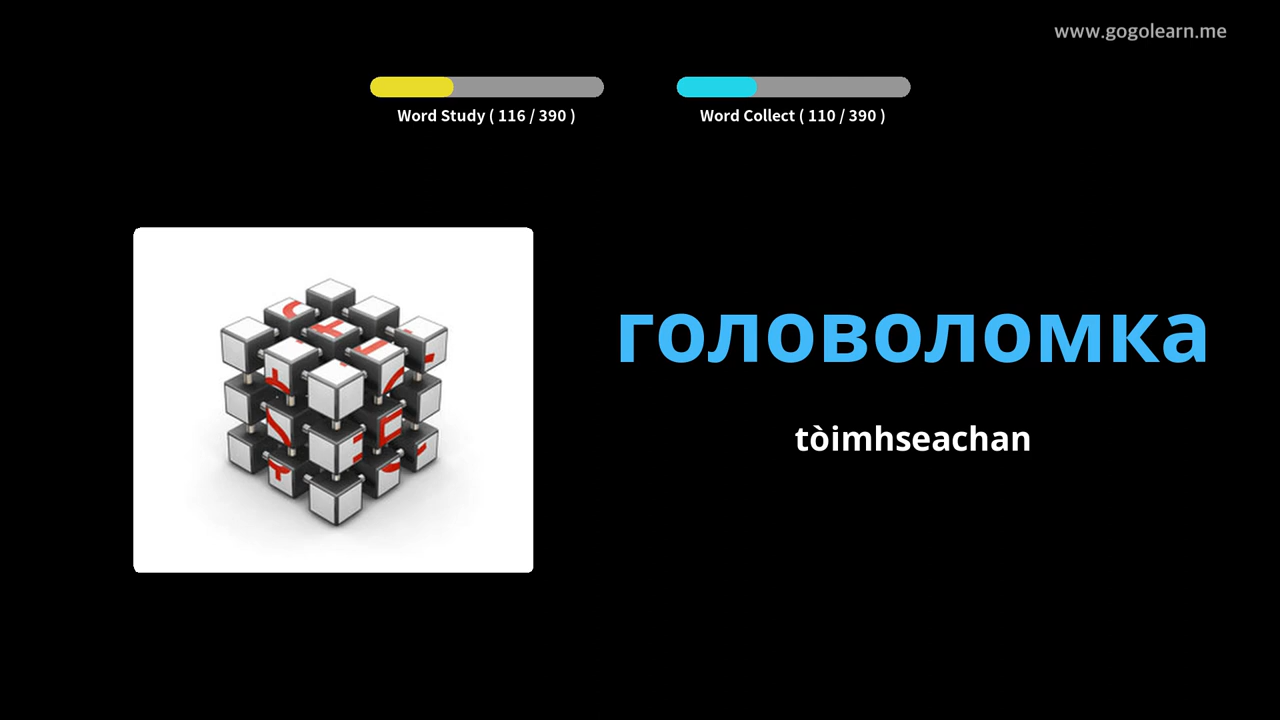 www.gogolearn.me
Word Study ( 116 / 390 )
Word Collect ( 110 / 390 )
головоломка
tòimhseachan